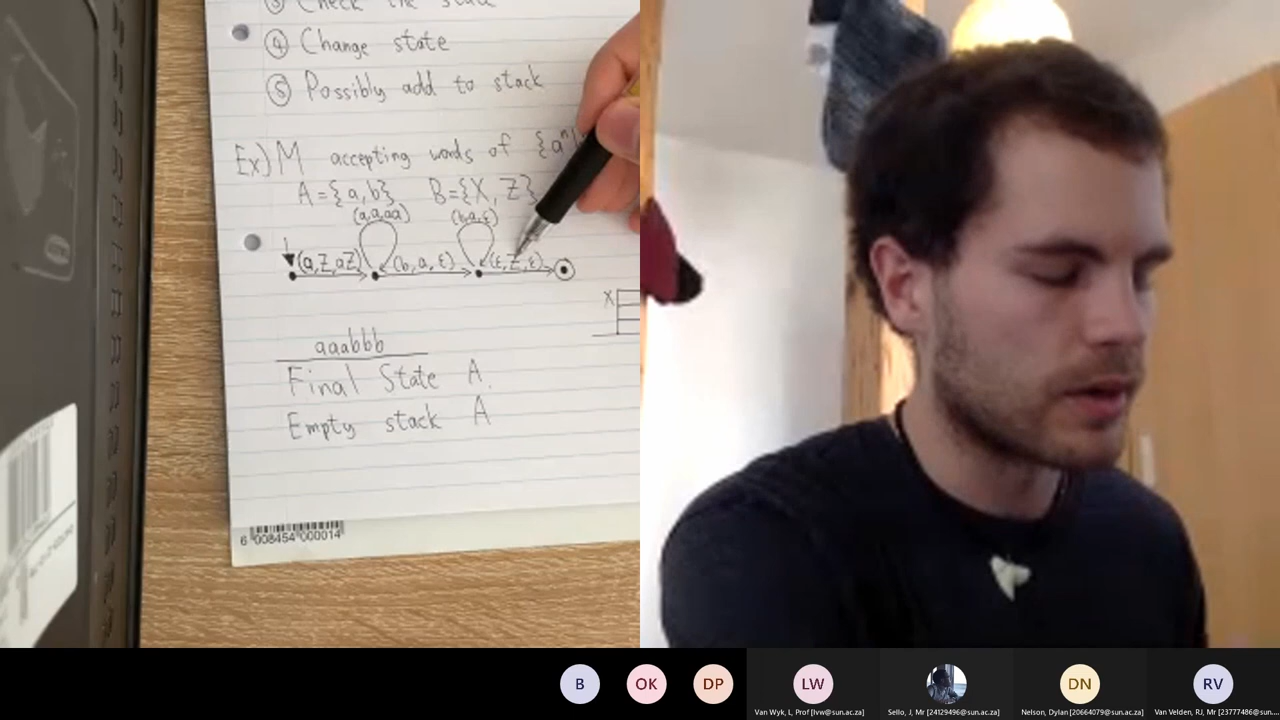 ③ Check the state
④ Change state
⑤ Possibly add to stack
Ex) M accepting words of {aⁿ
A = {a, b} B = {X, Z}
(a,a,aa) (b,a,ε)
(a,Z,aZ) (b, a, ε) (ε,Z,ε)
X
aaabbb
Final State A.
Empty stack A
6 008454 000014
B
OK
DP
LW
DN
RV
Van Wyk, L, Prof [lvw@sun.ac.za]
Sello, J, Mr [24129496@sun.ac.za]
Nelson, Dylan [20664079@sun.ac.za]
Van Velden, RJ, Mr [23777486@sun....